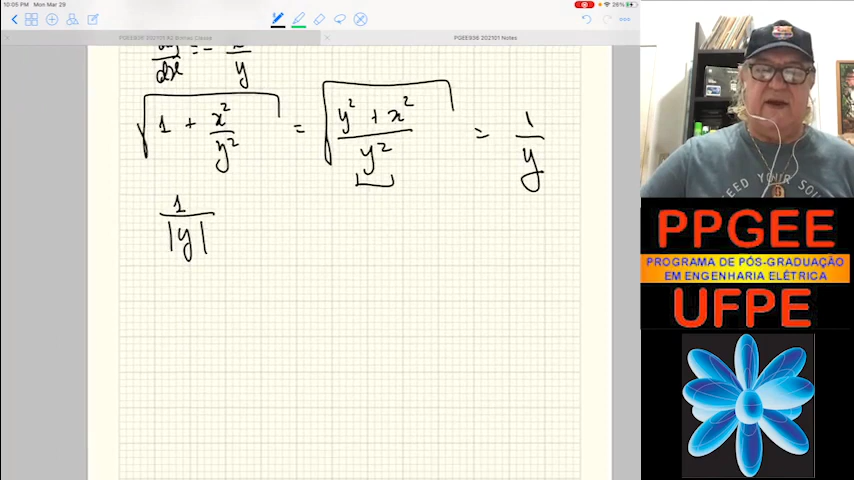 10:05 PM Mon Mar 29
26%
PGEE936 202101 Notes
dy/dx = - x/y
√(1 + x²/y²) = √((y² + x²)/y²) = 1/y
1/|y|
PPGEE
PROGRAMA DE PÓS-GRADUAÇÃO
EM ENGENHARIA ELÉTRICA
UFPE